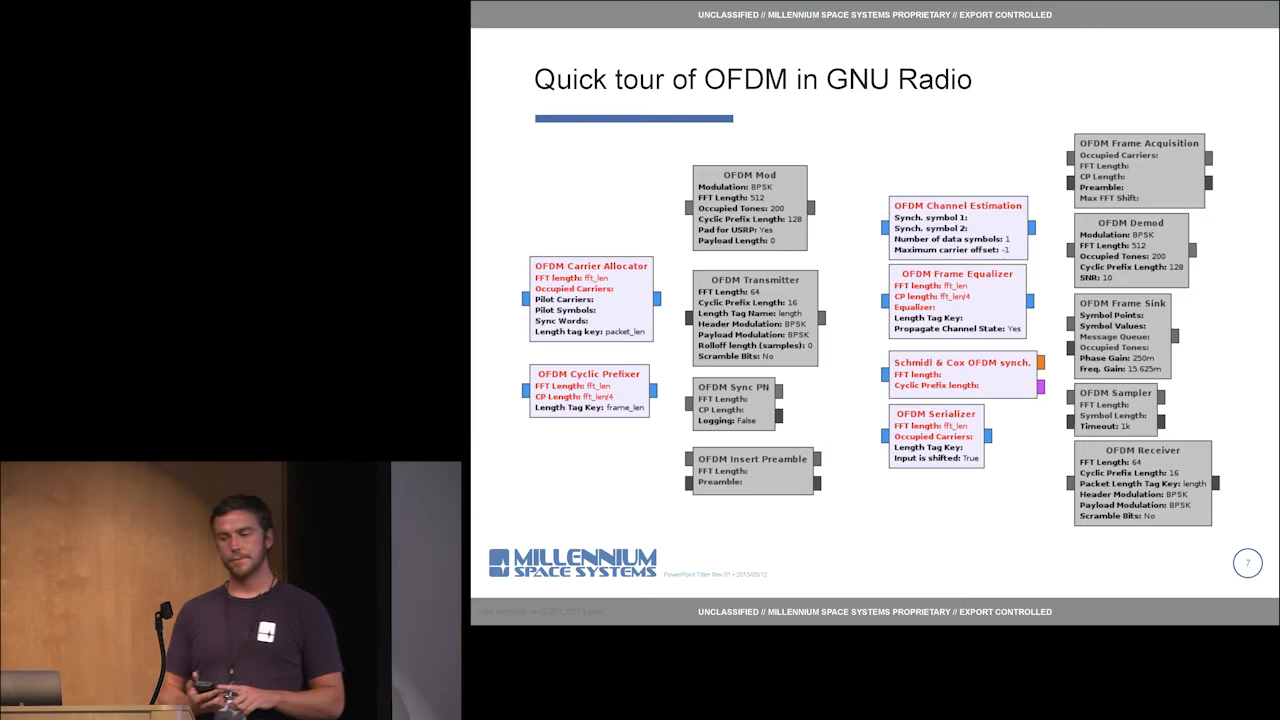 UNCLASSIFIED // MILLENNIUM SPACE SYSTEMS PROPRIETARY // EXPORT CONTROLLED
Quick tour of OFDM in GNU Radio
OFDM Carrier Allocator
FFT length: fft_len
Occupied Carriers:
Pilot Carriers:
Pilot Symbols:
Sync Words:
Length tag key: packet_len
OFDM Cyclic Prefixer
FFT Length: fft_len
CP Length: fft_len/4
Length Tag Key: frame_len
OFDM Mod
Modulation: BPSK
FFT Length: 512
Occupied Tones: 200
Cyclic Prefix Length: 128
Pad for USRP: Yes
Payload Length: 0
OFDM Transmitter
FFT Length: 64
Cyclic Prefix Length: 16
Length Tag Name: length
Header Modulation: BPSK
Payload Modulation: BPSK
Rolloff length (samples): 0
Scramble Bits: No
OFDM Sync PN
FFT Length:
CP Length:
Logging: False
OFDM Insert Preamble
FFT Length:
Preamble:
OFDM Channel Estimation
Synch. symbol 1:
Synch. symbol 2:
Number of data symbols: 1
Maximum carrier offset: -1
OFDM Frame Equalizer
FFT length: fft_len
CP length: fft_len/4
Equalizer:
Length Tag Key:
Propagate Channel State: Yes
Schmidl & Cox OFDM synch.
FFT length:
Cyclic Prefix length:
OFDM Serializer
FFT length: fft_len
Occupied Carriers:
Length Tag Key:
Input is shifted: True
OFDM Frame Acquisition
Occupied Carriers:
FFT Length:
CP Length:
Preamble:
Max FFT Shift:
OFDM Demod
Modulation: BPSK
FFT Length: 512
Occupied Tones: 200
Cyclic Prefix Length: 128
SNR: 10
OFDM Frame Sink
Symbol Points:
Symbol Values:
Message Queue:
Occupied Tones:
Phase Gain: 250m
Freq. Gain: 15.625m
OFDM Sampler
FFT Length:
Symbol Length:
Timeout: 1k
OFDM Receiver
FFT Length: 64
Cyclic Prefix Length: 16
Packet Length Tag Key: length
Header Modulation: BPSK
Payload Modulation: BPSK
Scramble Bits: No
MILLENNIUM
SPACE SYSTEMS
PowerPoint Title• Rev 01 • 2015/05/12
7
UNCLASSIFIED // MILLENNIUM SPACE SYSTEMS PROPRIETARY // EXPORT CONTROLLED